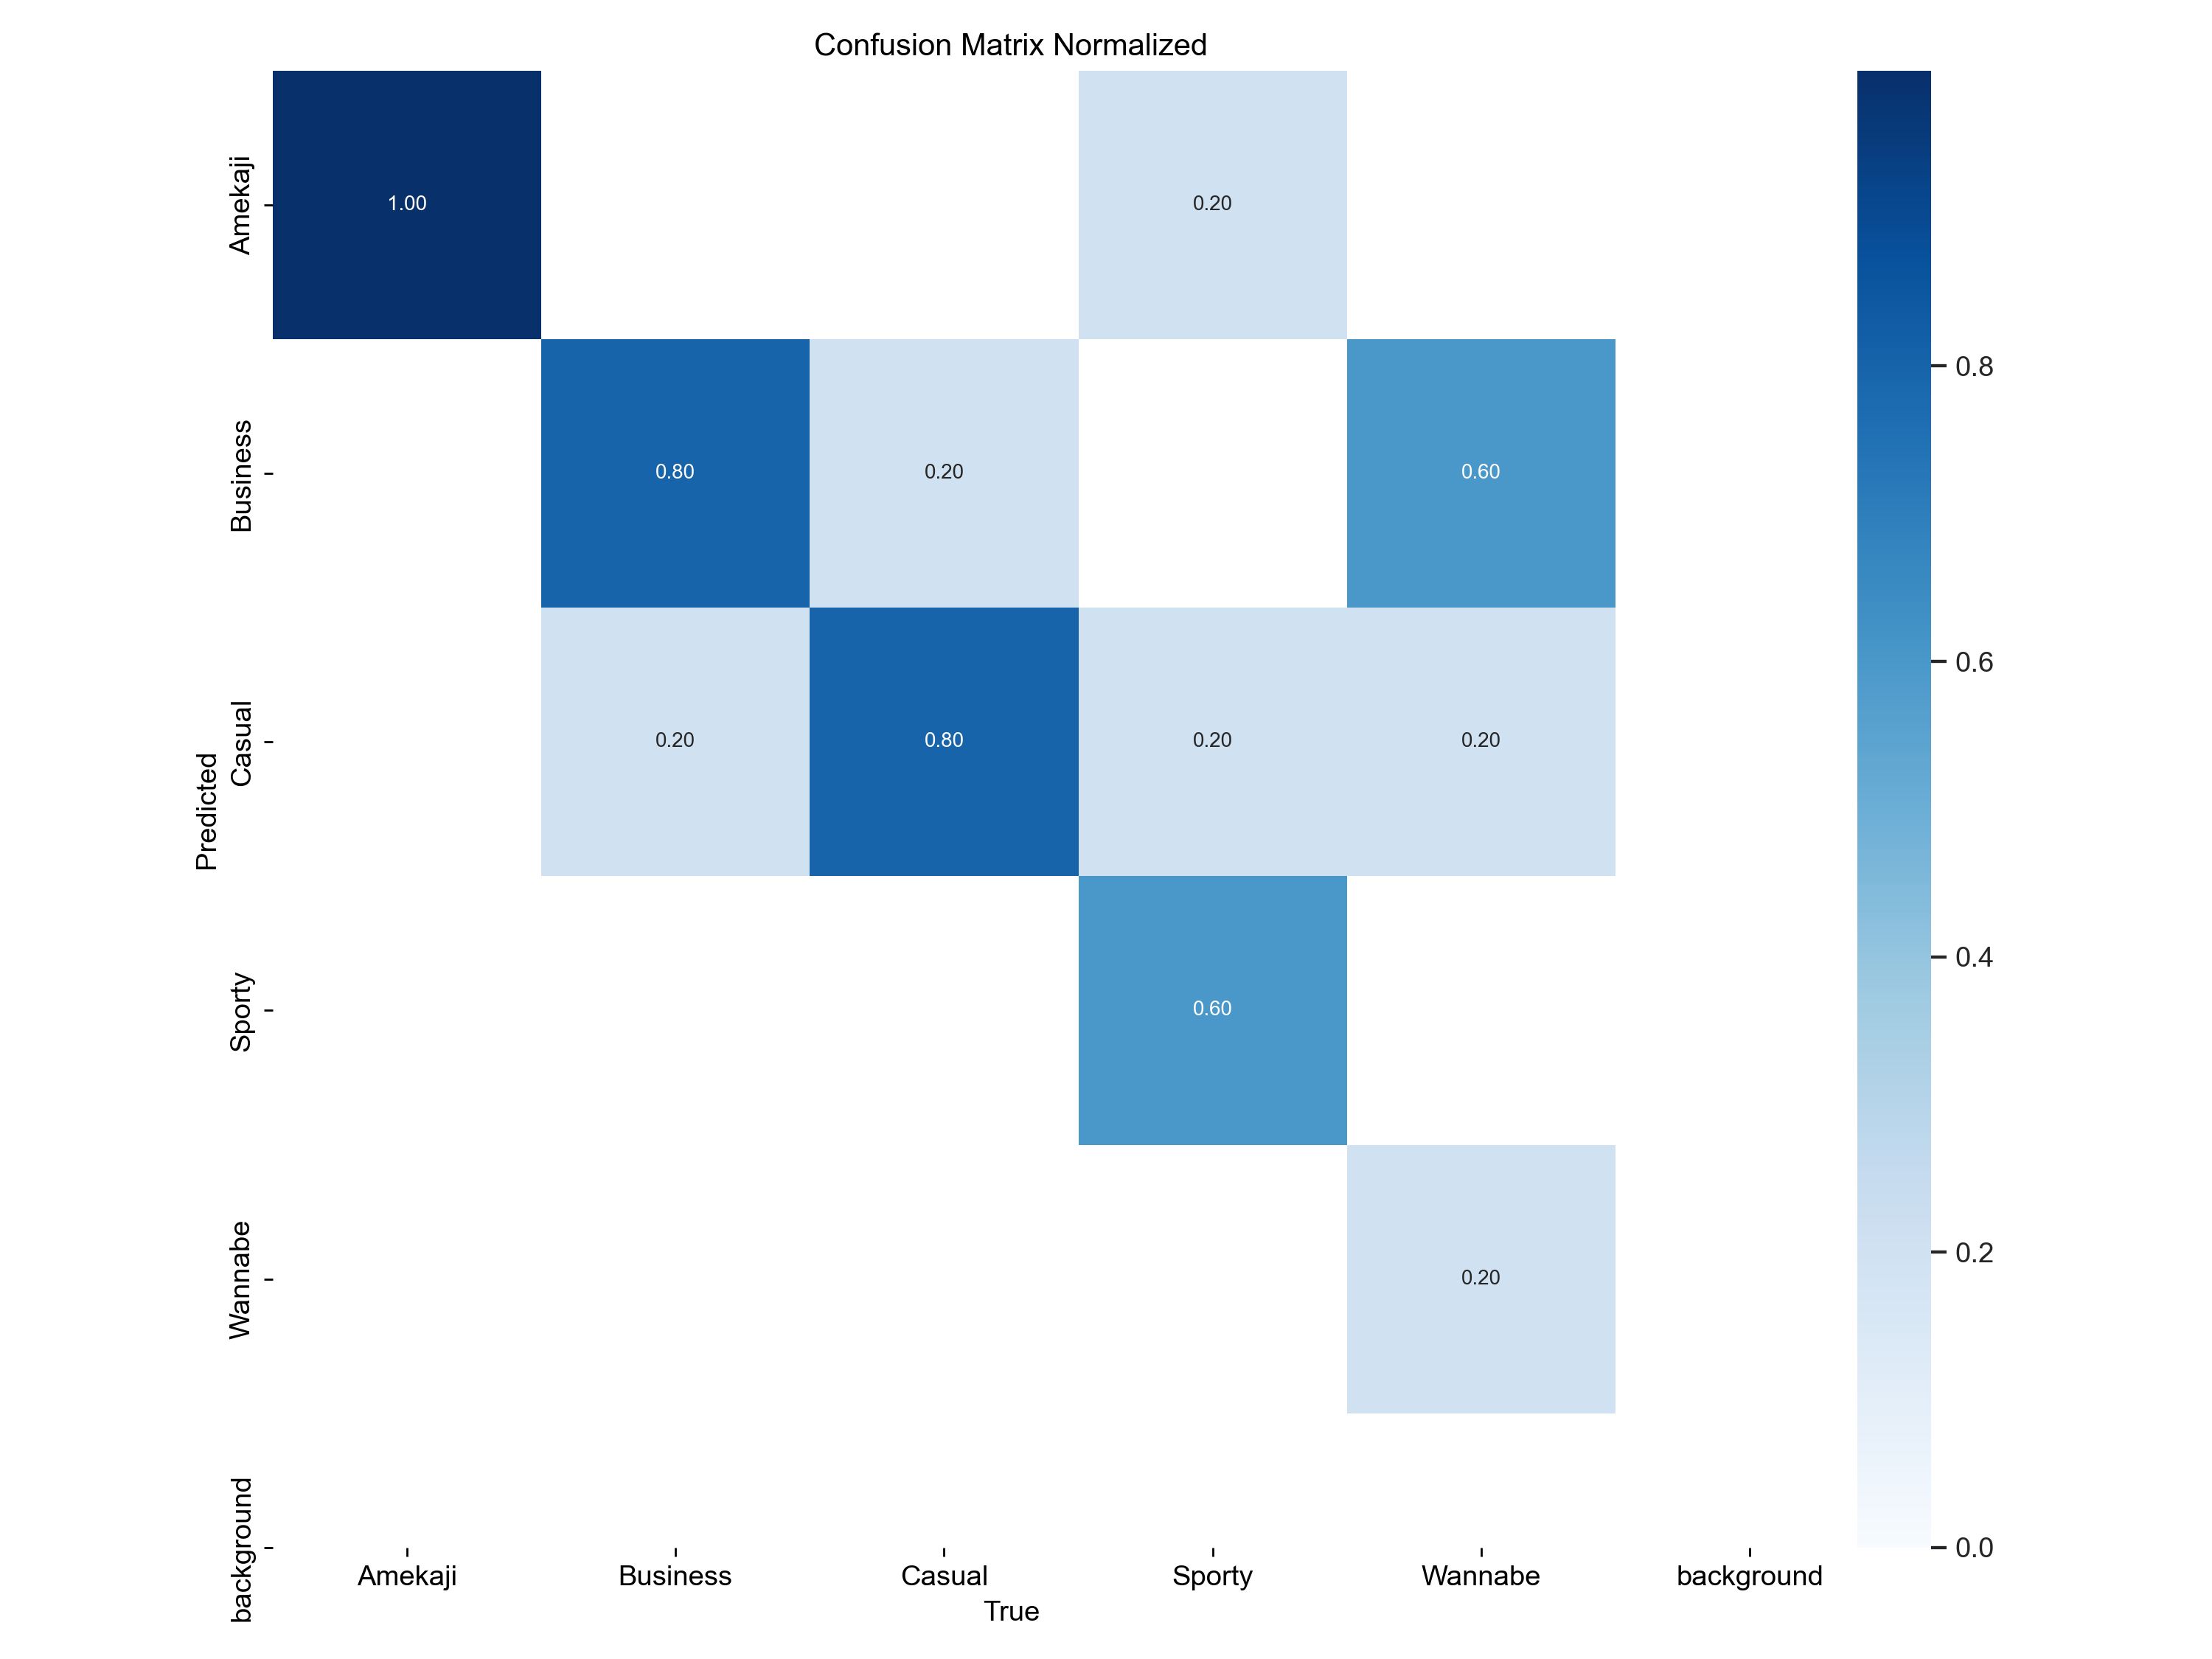 Confusion Matrix Normalized
Amekaji
1.00
0.20
Business
0.80
0.20
0.60
Casual
0.20
0.80
0.20
0.20
Predicted
Sporty
0.60
Wannabe
0.20
background
Amekaji
Business
Casual
Sporty
Wannabe
background
True
0.8
0.6
0.4
0.2
0.0